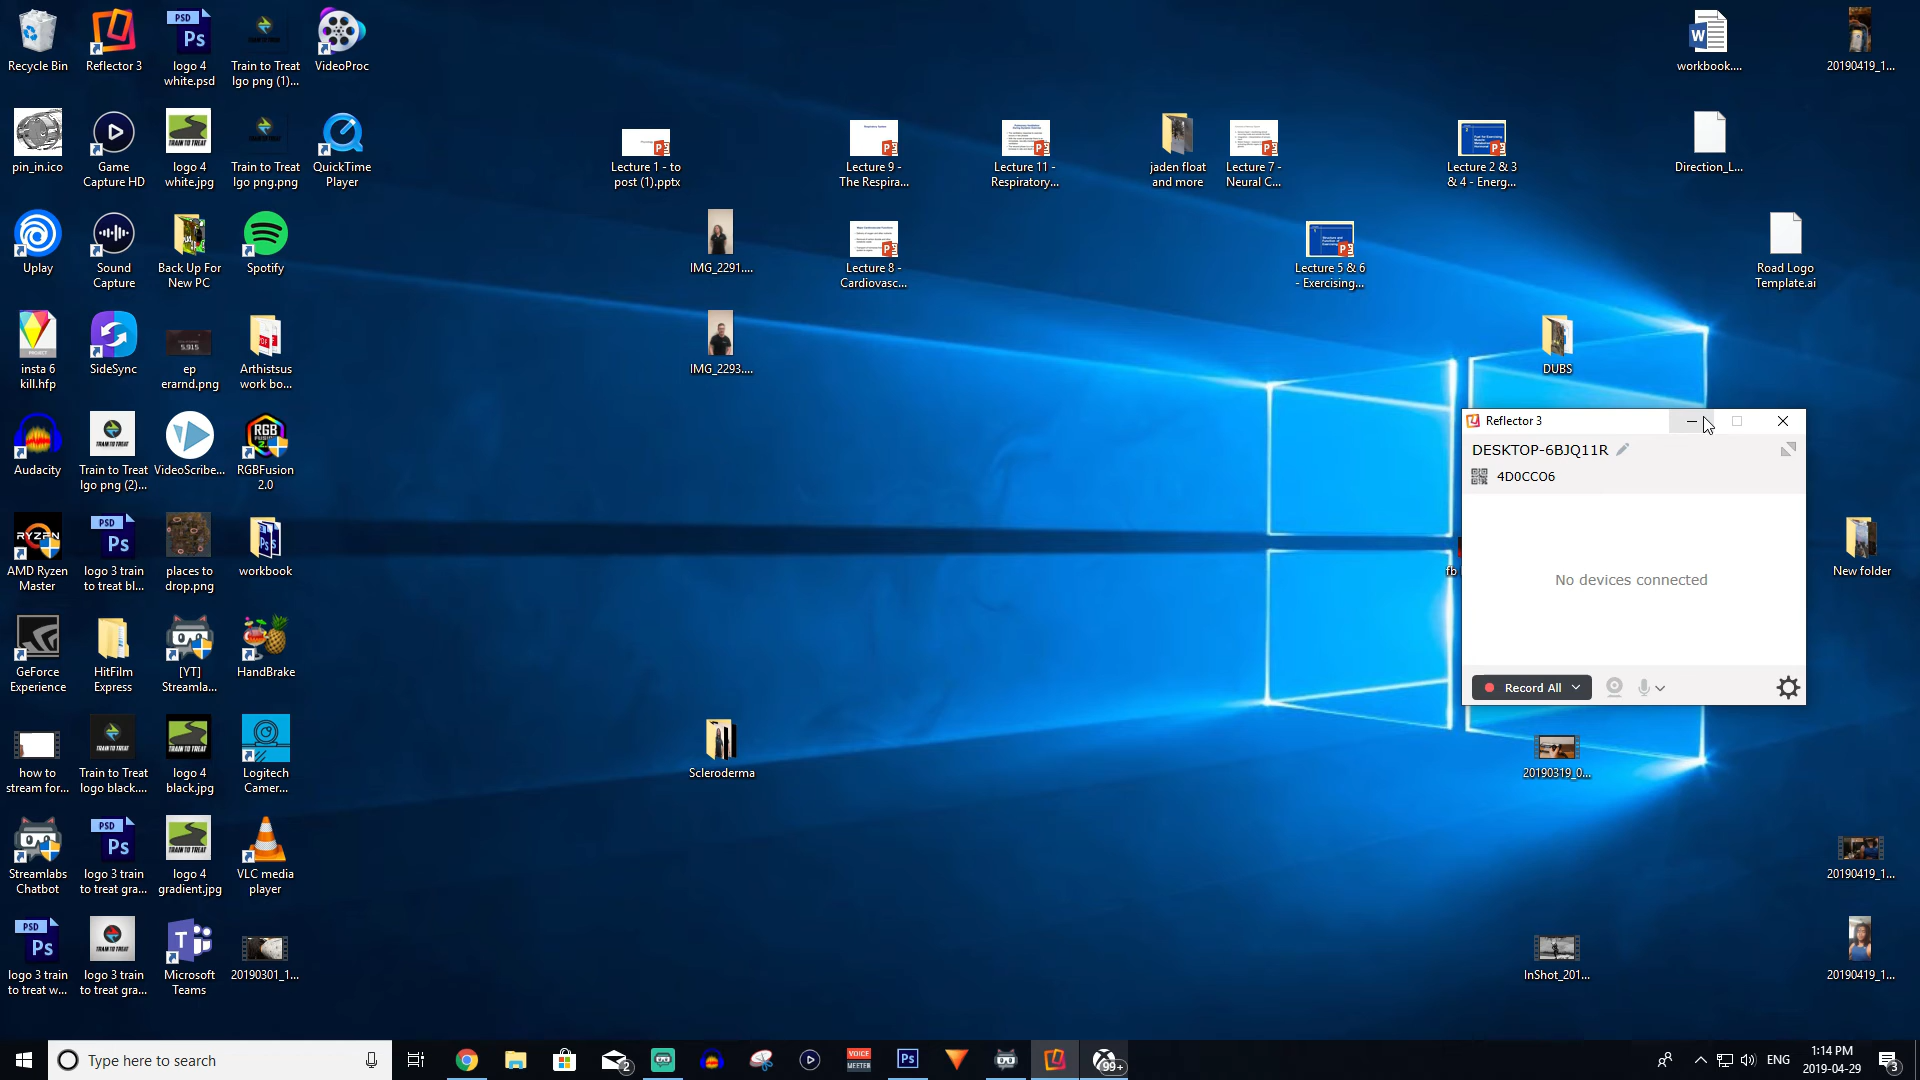 Recycle Bin
Reflector 3
logo 4
white.psd
Train to Treat
lgo png (1)...
VideoProc
workbook....
20190419_1...
pin_in.ico
Game
Capture HD
logo 4
white.jpg
Train to Treat
lgo png.png
QuickTime
Player
Lecture 1 - to
post (1).pptx
Lecture 9 -
The Respira...
Lecture 11 -
Respiratory...
jaden float
and more
Lecture 7 -
Neural C...
Lecture 2 & 3
& 4 - Energ...
Direction_L...
Uplay
Sound
Capture
Back Up For
New PC
Spotify
IMG_2291....
Lecture 8 -
Cardiovasc...
Lecture 5 & 6
- Exercising...
Road Logo
Template.ai
insta 6
kill.hfp
SideSync
ep
erarnd.png
Arthistsus
work bo...
IMG_2293....
DUBS
Audacity
Train to Treat
lgo png (2)...
VideoScribe...
RGBFusion
2.0
Reflector 3
DESKTOP-6BJQ11R
4D0CCO6
No devices connected
Record All
AMD Ryzen
Master
logo 3 train
to treat bl...
places to
drop.png
workbook
fb
New folder
GeForce
Experience
HitFilm
Express
[YT]
Streamla...
HandBrake
how to
stream for...
Train to Treat
logo black....
logo 4
black.jpg
Logitech
Camer...
Scleroderma
20190319_0...
Streamlabs
Chatbot
logo 3 train
to treat gra...
logo 4
gradient.jpg
VLC media
player
20190419_1...
logo 3 train
to treat w...
logo 3 train
to treat gra...
Microsoft
Teams
20190301_1...
InShot_201...
20190419_1...
Type here to search
2
VOICE
MEETER
Ps
99+
ENG
1:14 PM
2019-04-29
3